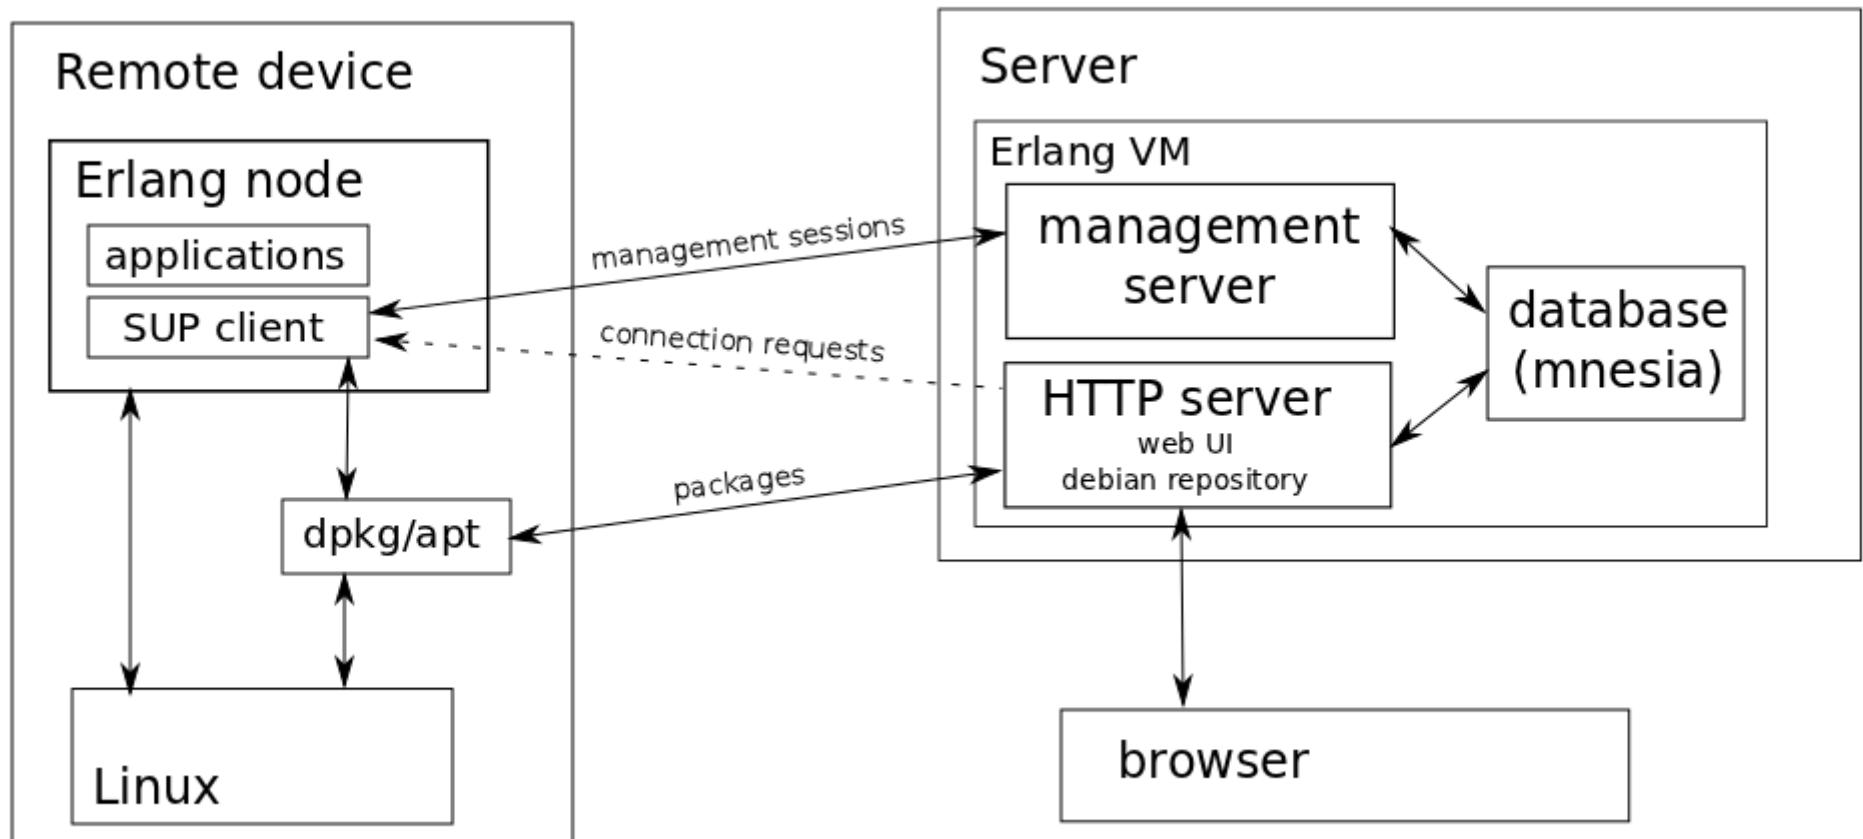 Remote device
Erlang node
applications
SUP client
dpkg/apt
Linux
management sessions
connection requests
packages
Server
Erlang VM
management
server
HTTP server
web UI
debian repository
database
(mnesia)
browser